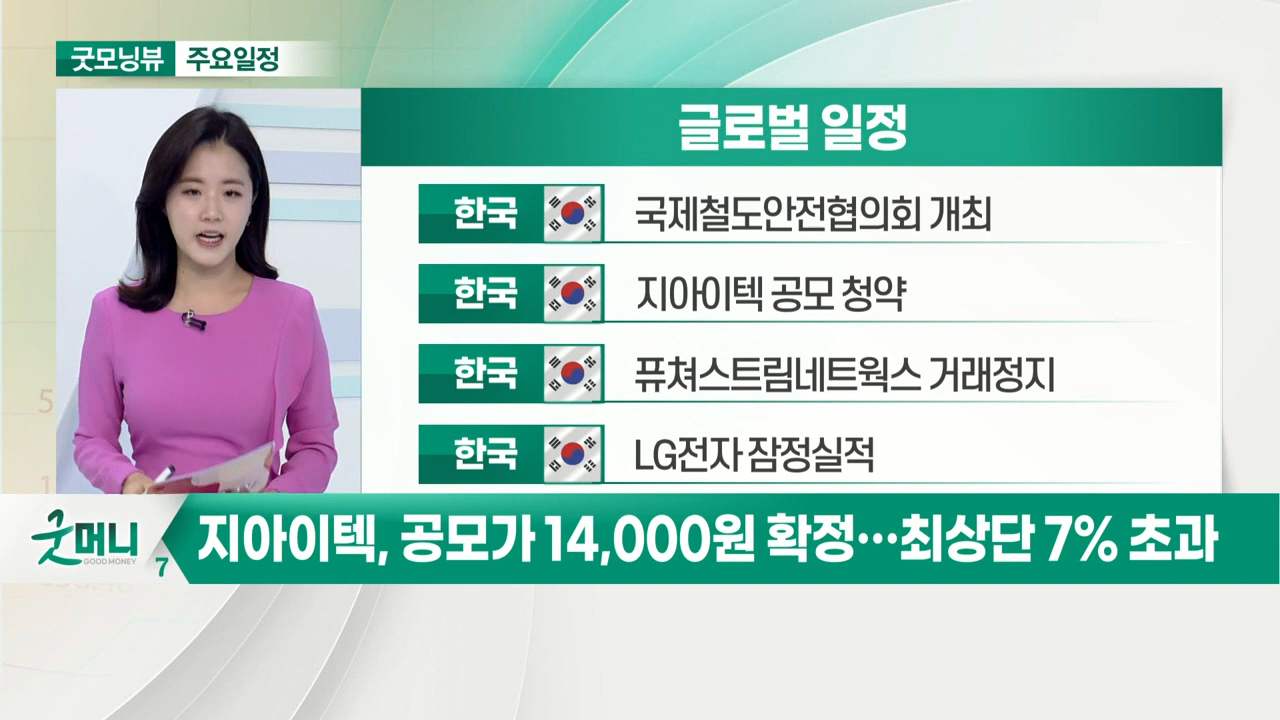 굿모닝뷰 주요일정
글로벌 일정
한국 국제철도안전협의회 개최
한국 지아이텍 공모 청약
한국 퓨쳐스트림네트웍스 거래정지
한국 LG전자 잠정실적
굿머니
GOOD MONEY
7
지아이텍, 공모가 14,000원 확정…최상단 7% 초과
5
1